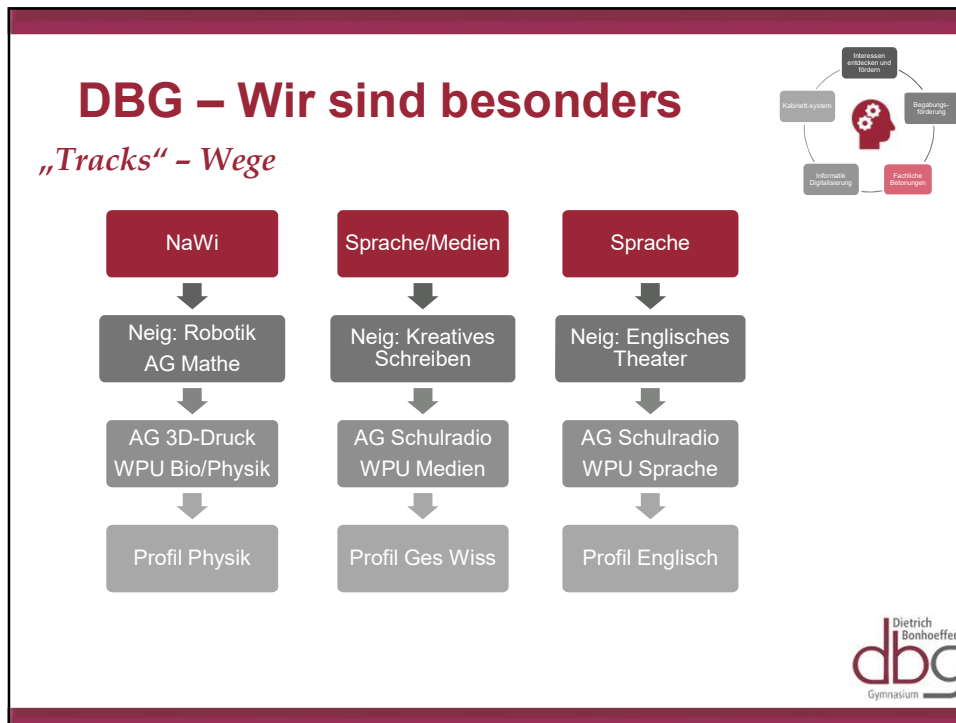 DBG – Wir sind besonders
„Tracks“ – Wege
Interessen
entdecken und
fördern
Kabinett-system
Begabungs-
förderung
Informatik
Digitalisierung
Fachliche
Betonungen
NaWi
Sprache/Medien
Sprache
Neig: Robotik
AG Mathe
Neig: Kreatives
Schreiben
Neig: Englisches
Theater
AG 3D-Druck
WPU Bio/Physik
AG Schulradio
WPU Medien
AG Schulradio
WPU Sprache
Profil Physik
Profil Ges Wiss
Profil Englisch
Dietrich
Bonhoeffer
dbg
Gymnasium